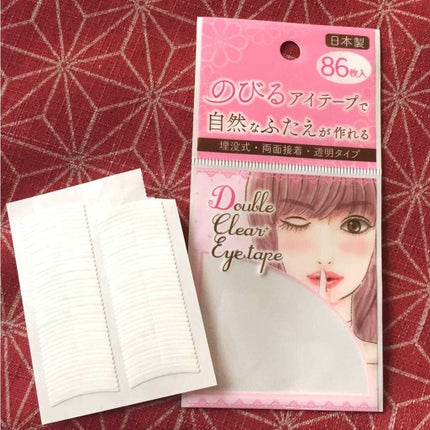 日本製
86枚入
のびるアイテープで
自然なふたえが作れる
埋没式・両面接着・透明タイプ
Double
Clear+
Eye tape